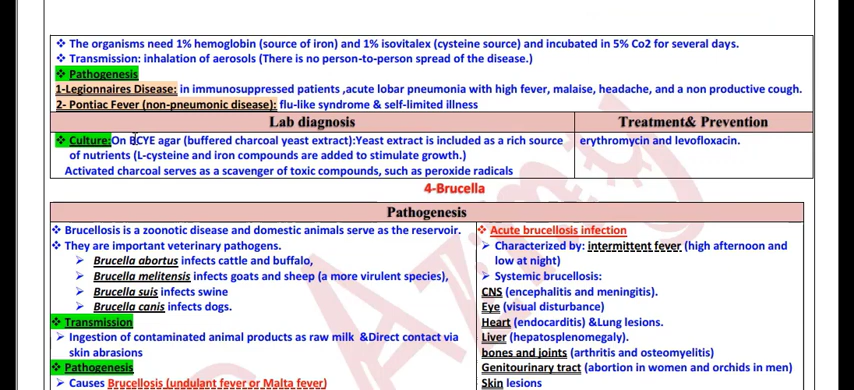 ❖ The organisms need 1% hemoglobin (source of iron) and 1% isovitalex (cysteine source) and incubated in 5% Co2 for several days.
❖ Transmission: inhalation of aerosols (There is no person-to-person spread of the disease.)
❖ Pathogenesis
1-Legionnaires Disease: in immunosuppressed patients ,acute lobar pneumonia with high fever, malaise, headache, and a non productive cough.
2- Pontiac Fever (non-pneumonic disease): flu-like syndrome & self-limited illness
Lab diagnosis
Treatment& Prevention
❖ Culture:On BCYE agar (buffered charcoal yeast extract):Yeast extract is included as a rich source
of nutrients (L-cysteine and iron compounds are added to stimulate growth.)
Activated charcoal serves as a scavenger of toxic compounds, such as peroxide radicals
erythromycin and levofloxacin.
4-Brucella
Pathogenesis
❖ Brucellosis is a zoonotic disease and domestic animals serve as the reservoir.
❖ They are important veterinary pathogens.
➢ Brucella abortus infects cattle and buffalo,
➢ Brucella melitensis infects goats and sheep (a more virulent species),
➢ Brucella suis infects swine
➢ Brucella canis infects dogs.
❖ Transmission
➢ Ingestion of contaminated animal products as raw milk &Direct contact via
skin abrasions
❖ Pathogenesis
➢ Causes Brucellosis (undulant fever or Malta fever)
❖ Acute brucellosis infection
➢ Characterized by: intermittent fever (high afternoon and
low at night)
➢ Systemic brucellosis:
CNS (encephalitis and meningitis).
Eye (visual disturbance)
Heart (endocarditis) &Lung lesions.
Liver (hepatosplenomegaly).
bones and joints (arthritis and osteomyelitis)
Genitourinary tract (abortion in women and orchids in men)
Skin lesions